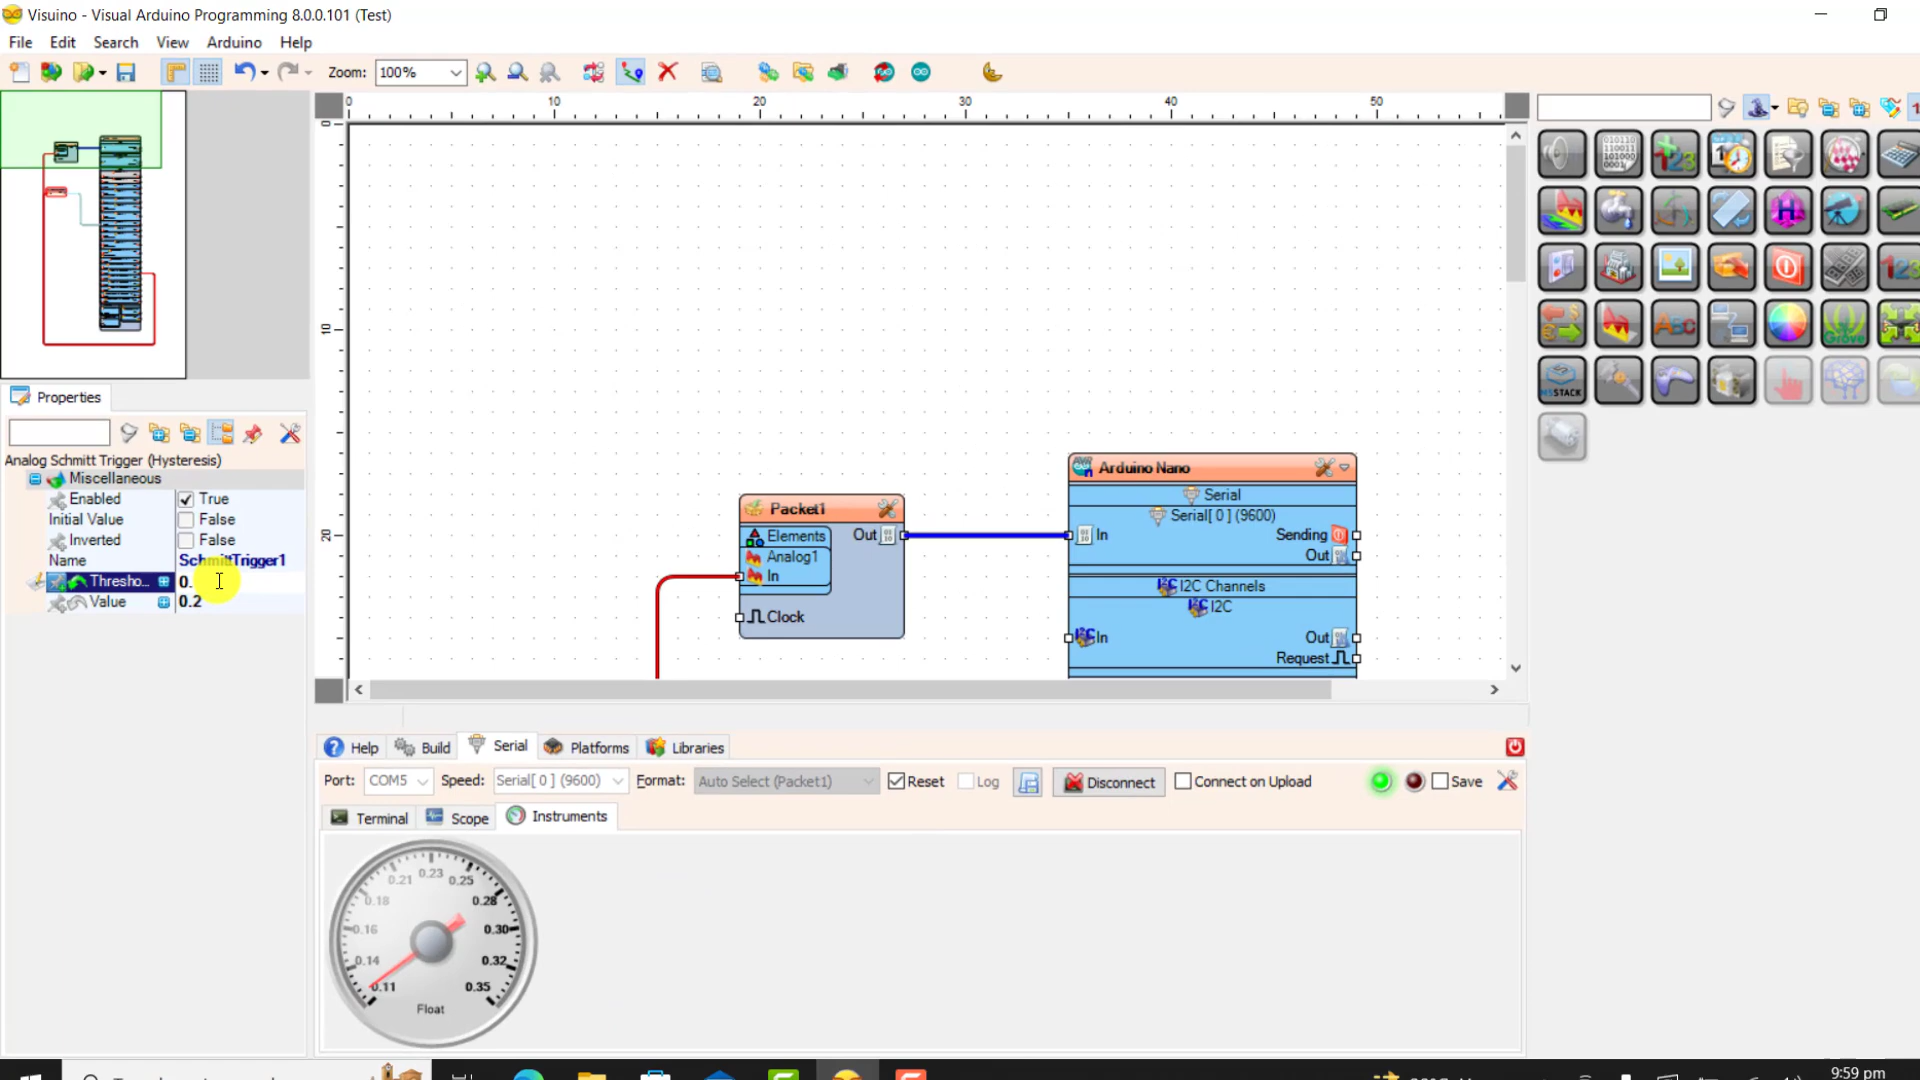 Visuino - Visual Arduino Programming 8.0.0.101 (Test)
File Edit Search View Arduino Help
Zoom: 100%
0 10 20 30 40 50
0
10
20
Properties
Analog Schmitt Trigger (Hysteresis)
Miscellaneous
Enabled True
Initial Value False
Inverted False
Name SchmittTrigger1
Thresho... 0.
Value 0.2
Packet1
Elements Out
Analog1
In
Clock
Arduino Nano
Serial
Serial[ 0 ] (9600)
In Sending
Out
I2C Channels
I2C
In Out
Request
Help Build Serial Platforms Libraries
Port: COM5 Speed: Serial[ 0 ] (9600) Format: Auto Select (Packet1) Reset Log Disconnect Connect on Upload Save
Terminal Scope Instruments
0.11 0.14 0.16 0.18 0.21 0.23 0.25 0.28 0.30 0.32 0.35
Float
9:59 pm